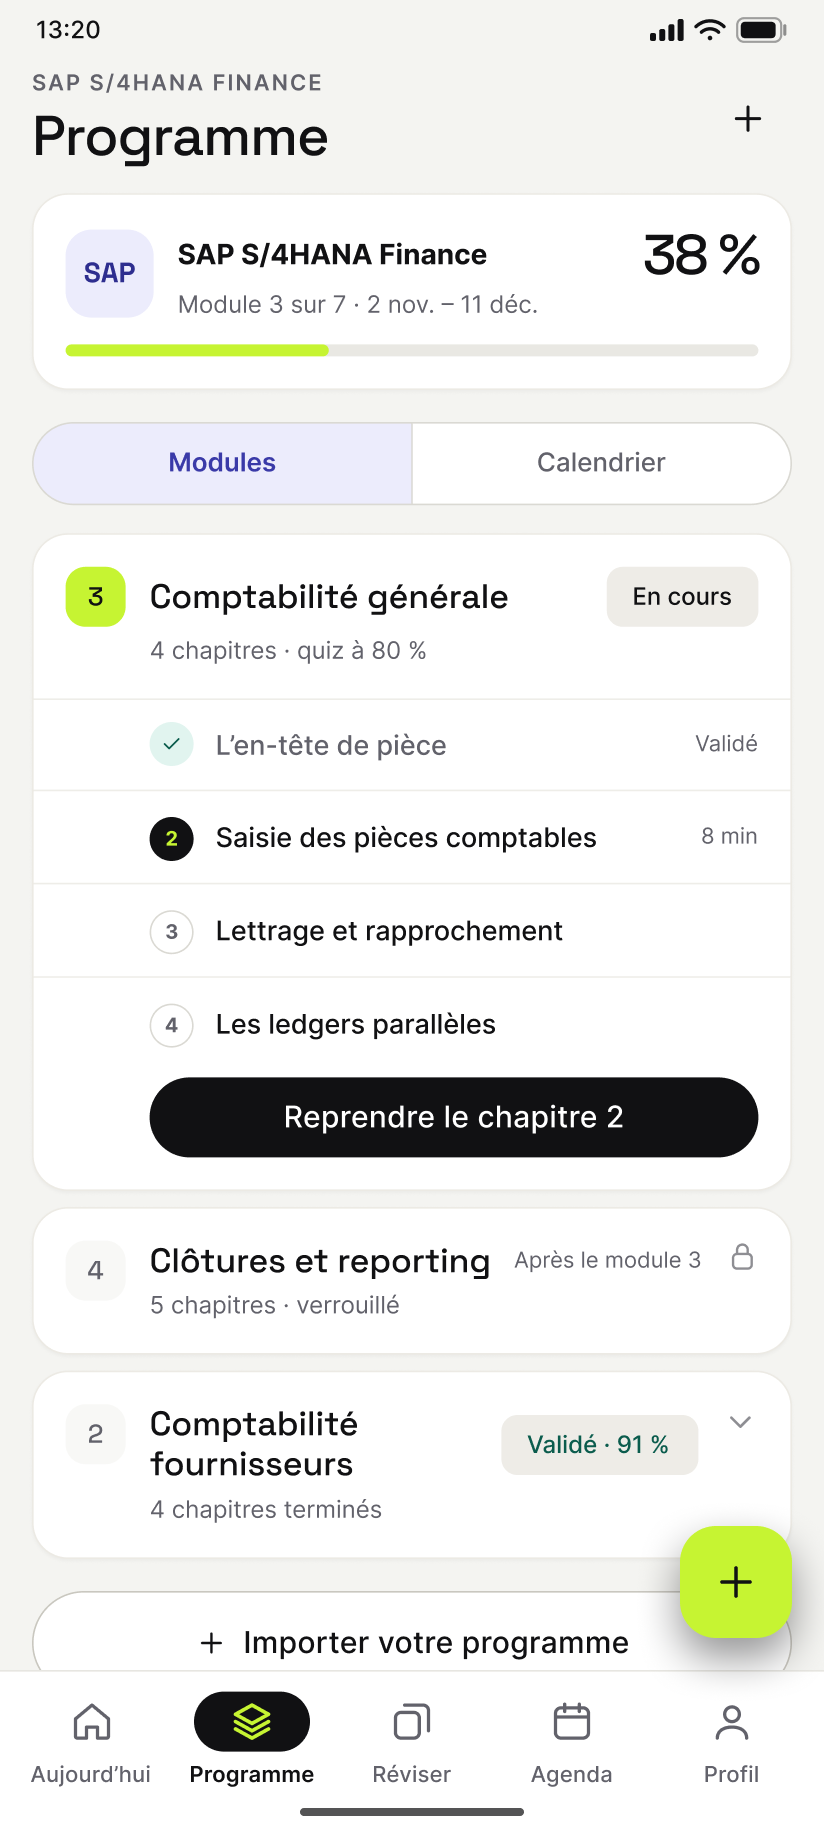 13:20
SAP S/4HANA FINANCE
Programme
SAP
SAP S/4HANA Finance
38 %
Module 3 sur 7 · 2 nov. – 11 déc.
Modules
Calendrier
3
Comptabilité générale
En cours
4 chapitres · quiz à 80 %
L’en-tête de pièce
Validé
2
Saisie des pièces comptables
8 min
3
Lettrage et rapprochement
4
Les ledgers parallèles
Reprendre le chapitre 2
4
Clôtures et reporting
Après le module 3
5 chapitres · verrouillé
2
Comptabilité
fournisseurs
Validé · 91 %
4 chapitres terminés
Importer votre programme
Aujourd’hui
Programme
Réviser
Agenda
Profil